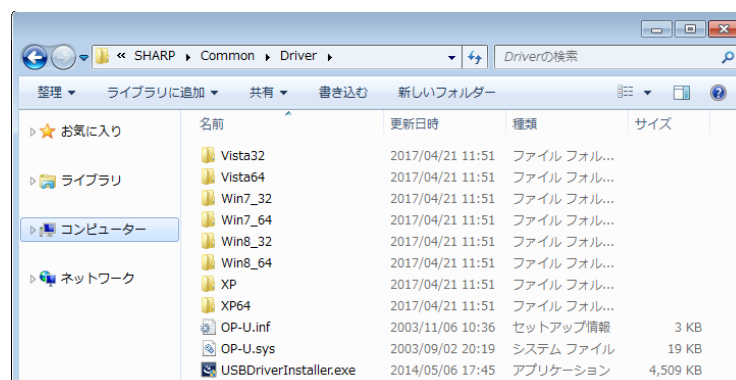 « SHARP ▸ Common ▸ Driver ▸ Driverの検索
整理 ライブラリに追加 共有 書き込む 新しいフォルダー
お気に入り
ライブラリ
コンピューター
ネットワーク
名前 更新日時 種類 サイズ
Vista32 2017/04/21 11:51 ファイル フォル...
Vista64 2017/04/21 11:51 ファイル フォル...
Win7_32 2017/04/21 11:51 ファイル フォル...
Win7_64 2017/04/21 11:51 ファイル フォル...
Win8_32 2017/04/21 11:51 ファイル フォル...
Win8_64 2017/04/21 11:51 ファイル フォル...
XP 2017/04/21 11:51 ファイル フォル...
XP64 2017/04/21 11:51 ファイル フォル...
OP-U.inf 2003/11/06 10:36 セットアップ情報 3 KB
OP-U.sys 2003/09/02 20:19 システム ファイル 19 KB
USBDriverInstaller.exe 2014/05/06 17:45 アプリケーション 4,509 KB